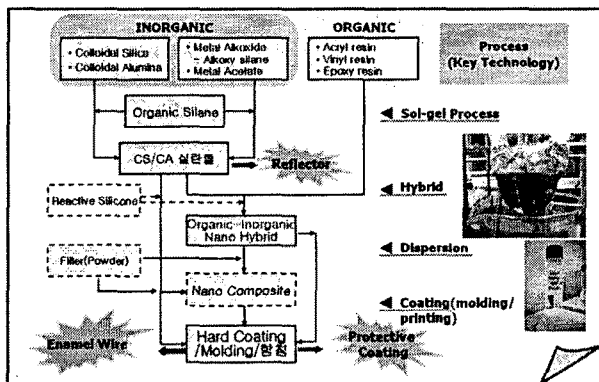 INORGANIC
ORGANIC
• Colloidal Silica
• Colloidal Alumina
• Metal Alkoxide
- Alkoxy silane
• Metal Acetate
• Acryl resin
• Vinyl resin
• Epoxy resin
Process
(Key Technology)
Organic Silane
Sol-gel Process
CS/CA 실란졸
Reflector
Reactive Silicone
Hybrid
Organic-Inorganic
Nano Hybrid
Dispersion
Filler(Powder)
Nano Composite
Coating(molding/
printing)
Enamel Wire
Hard Coating
/Molding/함침
Protective
Coating